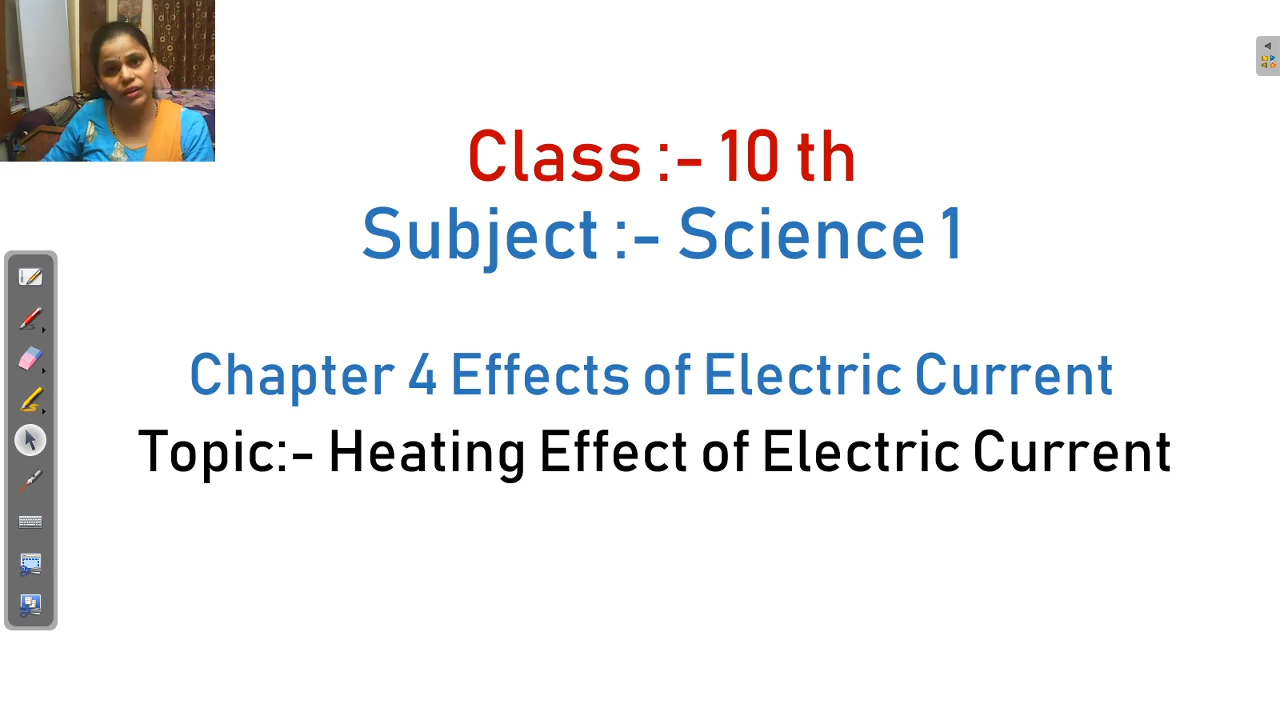 Class :- 10 th
Subject :- Science 1
Chapter 4 Effects of Electric Current
Topic:- Heating Effect of Electric Current